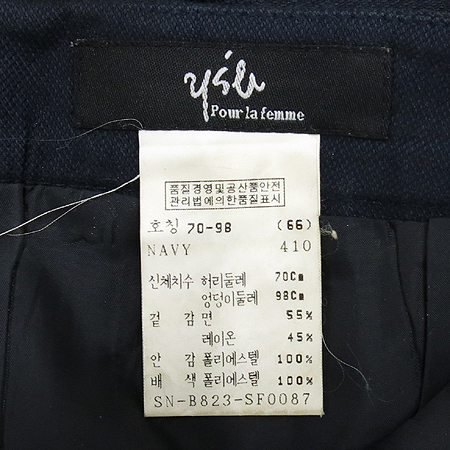 ysb
Pour la femme
품질경영및공산품안전
관리법에의한품질표시
호칭 70-98 (66)
NAVY 410
신체치수 허리둘레 70Cm
엉덩이둘레 98Cm
겉 감 면 55%
레이온 45%
안 감 폴리에스텔 100%
배 색 폴리에스텔 100%
SN-B823-SF0087